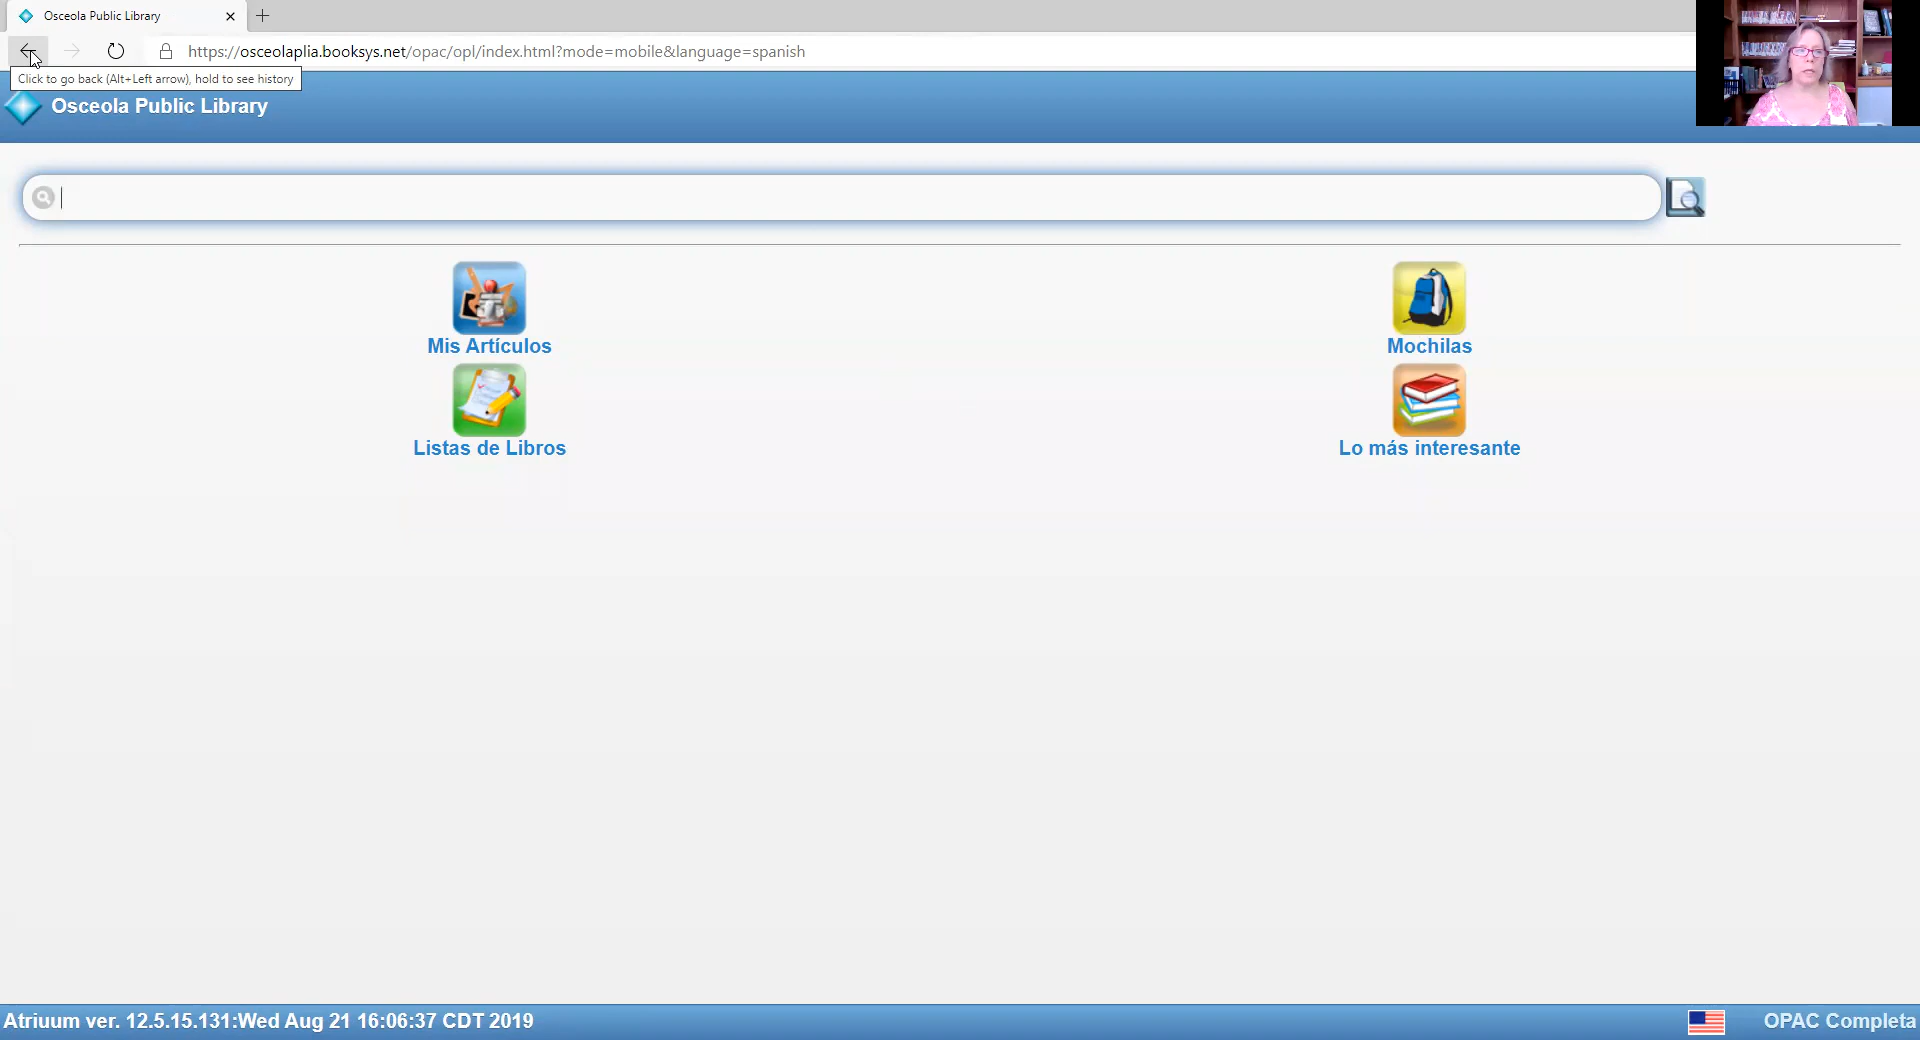 Osceola Public Library
https://osceolaplia.booksys.net/opac/opl/index.html?mode=mobile&language=spanish
Click to go back (Alt+Left arrow), hold to see history
Osceola Public Library
Mis Artículos
Mochilas
Listas de Libros
Lo más interesante
Atriuum ver. 12.5.15.131:Wed Aug 21 16:06:37 CDT 2019
OPAC Completa